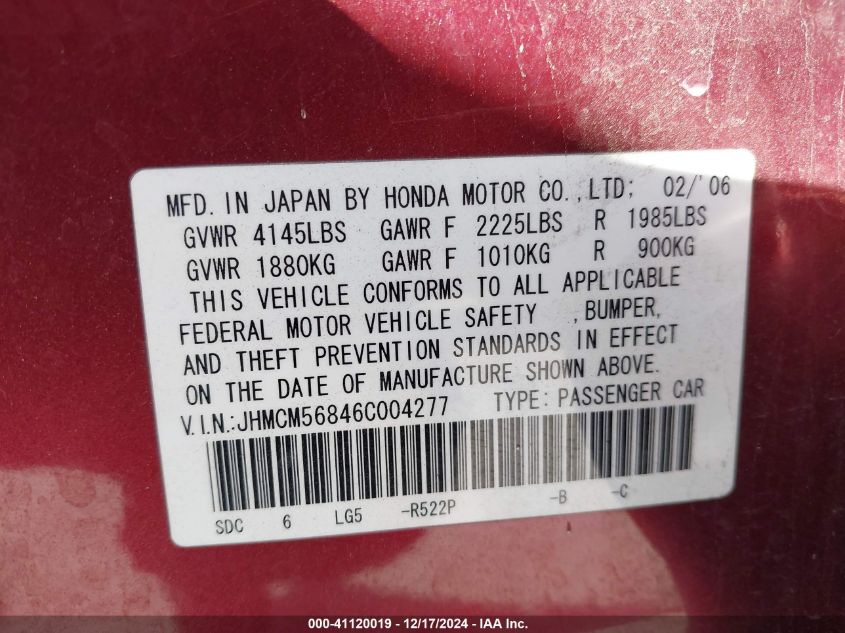 MFD. IN JAPAN BY HONDA MOTOR CO., LTD; 02/'06
GVWR 4145LBS GAWR F 2225LBS R 1985LBS
GVWR 1880KG GAWR F 1010KG R 900KG
THIS VEHICLE CONFORMS TO ALL APPLICABLE
FEDERAL MOTOR VEHICLE SAFETY , BUMPER,
AND THEFT PREVENTION STANDARDS IN EFFECT
ON THE DATE OF MANUFACTURE SHOWN ABOVE.
V.I.N.:JHMCM56846C004277 TYPE: PASSENGER CAR
SDC 6 LG5 -R522P -B -C
000-41120019 - 12/17/2024 - IAA Inc.